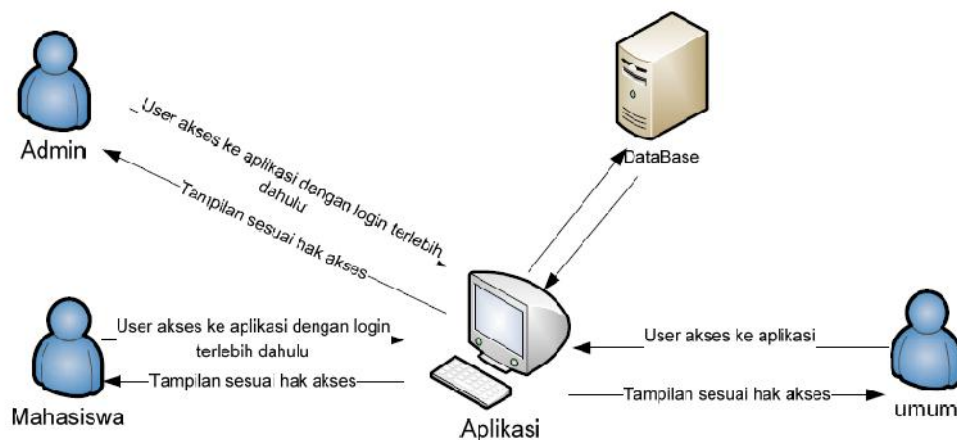 Admin
User akses ke aplikasi dengan login terlebih
dahulu
Tampilan sesuai hak akses
DataBase
User akses ke aplikasi dengan login
terlebih dahulu
Tampilan sesuai hak akses
Mahasiswa
Aplikasi
User akses ke aplikasi
Tampilan sesuai hak akses
umum